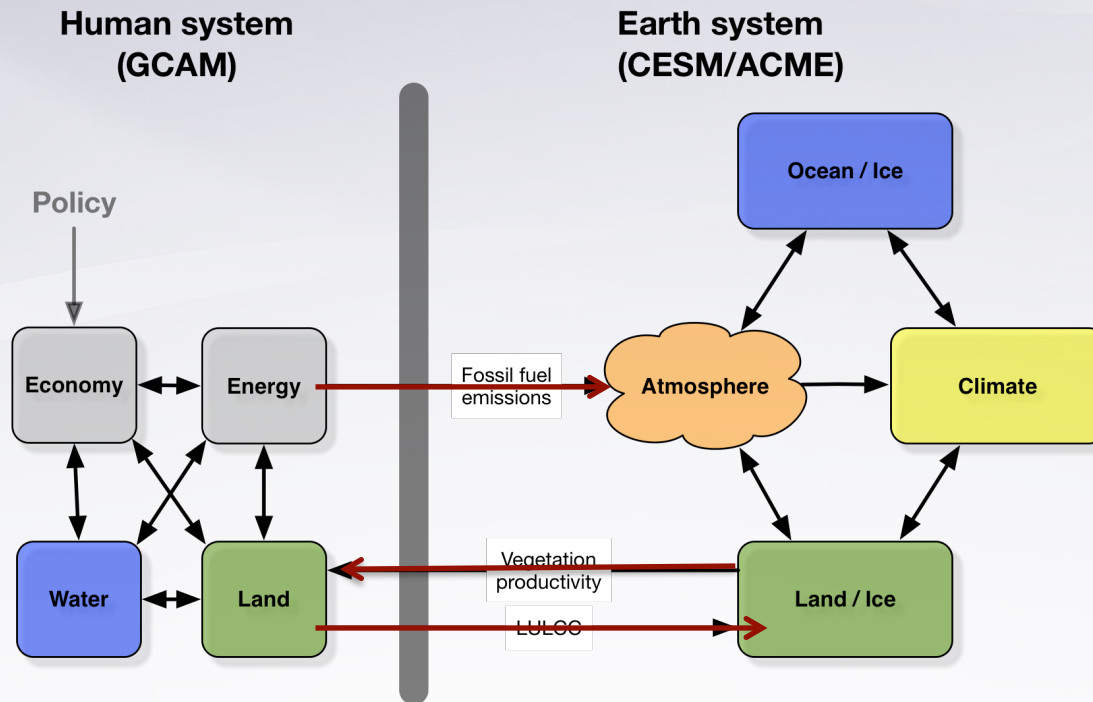 Human system
(GCAM)
Earth system
(CESM/ACME)
Policy
Ocean / Ice
Economy
Energy
Fossil fuel
emissions
Atmosphere
Climate
Vegetation
productivity
Water
Land
Land / Ice
LULCC